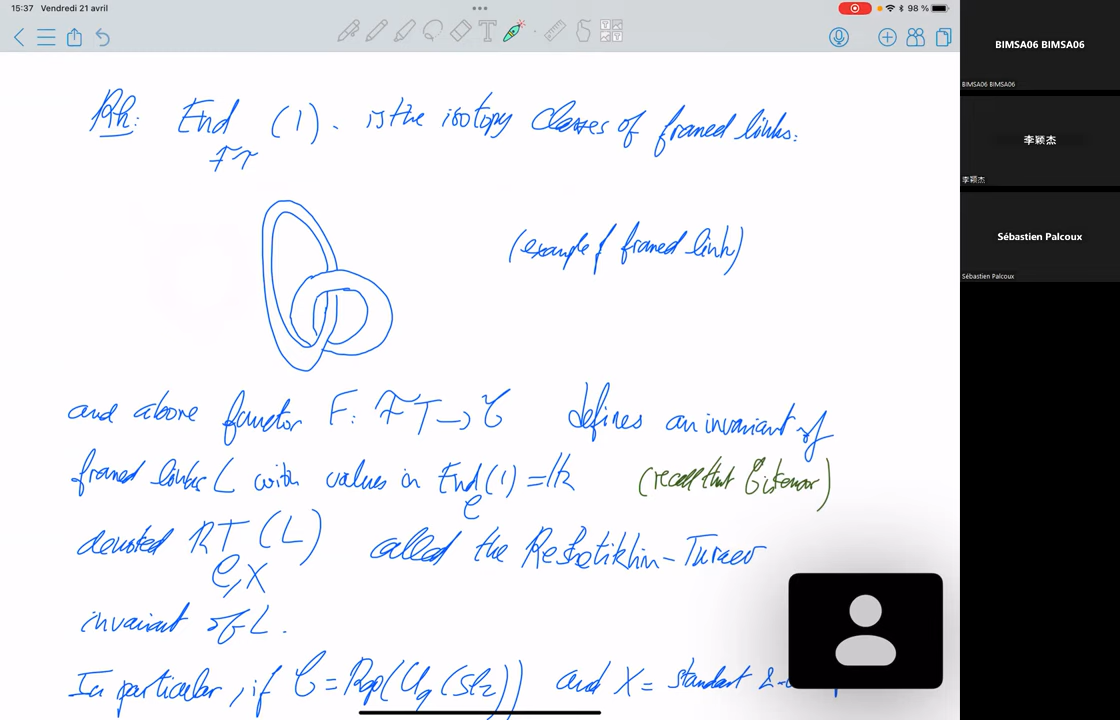 15:37 Vendredi 21 avril
98 %
Rk: End (1). is the isotopy classes of framed links:
FT
(example of framed link)
and above functor F: FT → C defines an invariant of
framed links L with values in End (1) = lk (recall that C is tensor)
C
denoted RT (L) called the Reshetikhin-Turaev
C,X
invariant of L.
In particular, if C = Rep(Uq(sl2)) and X = standard 2-
BIMSA06 BIMSA06
BIMSA06 BIMSA06
李颖杰
李颖杰
Sébastien Palcoux
Sébastien Palcoux